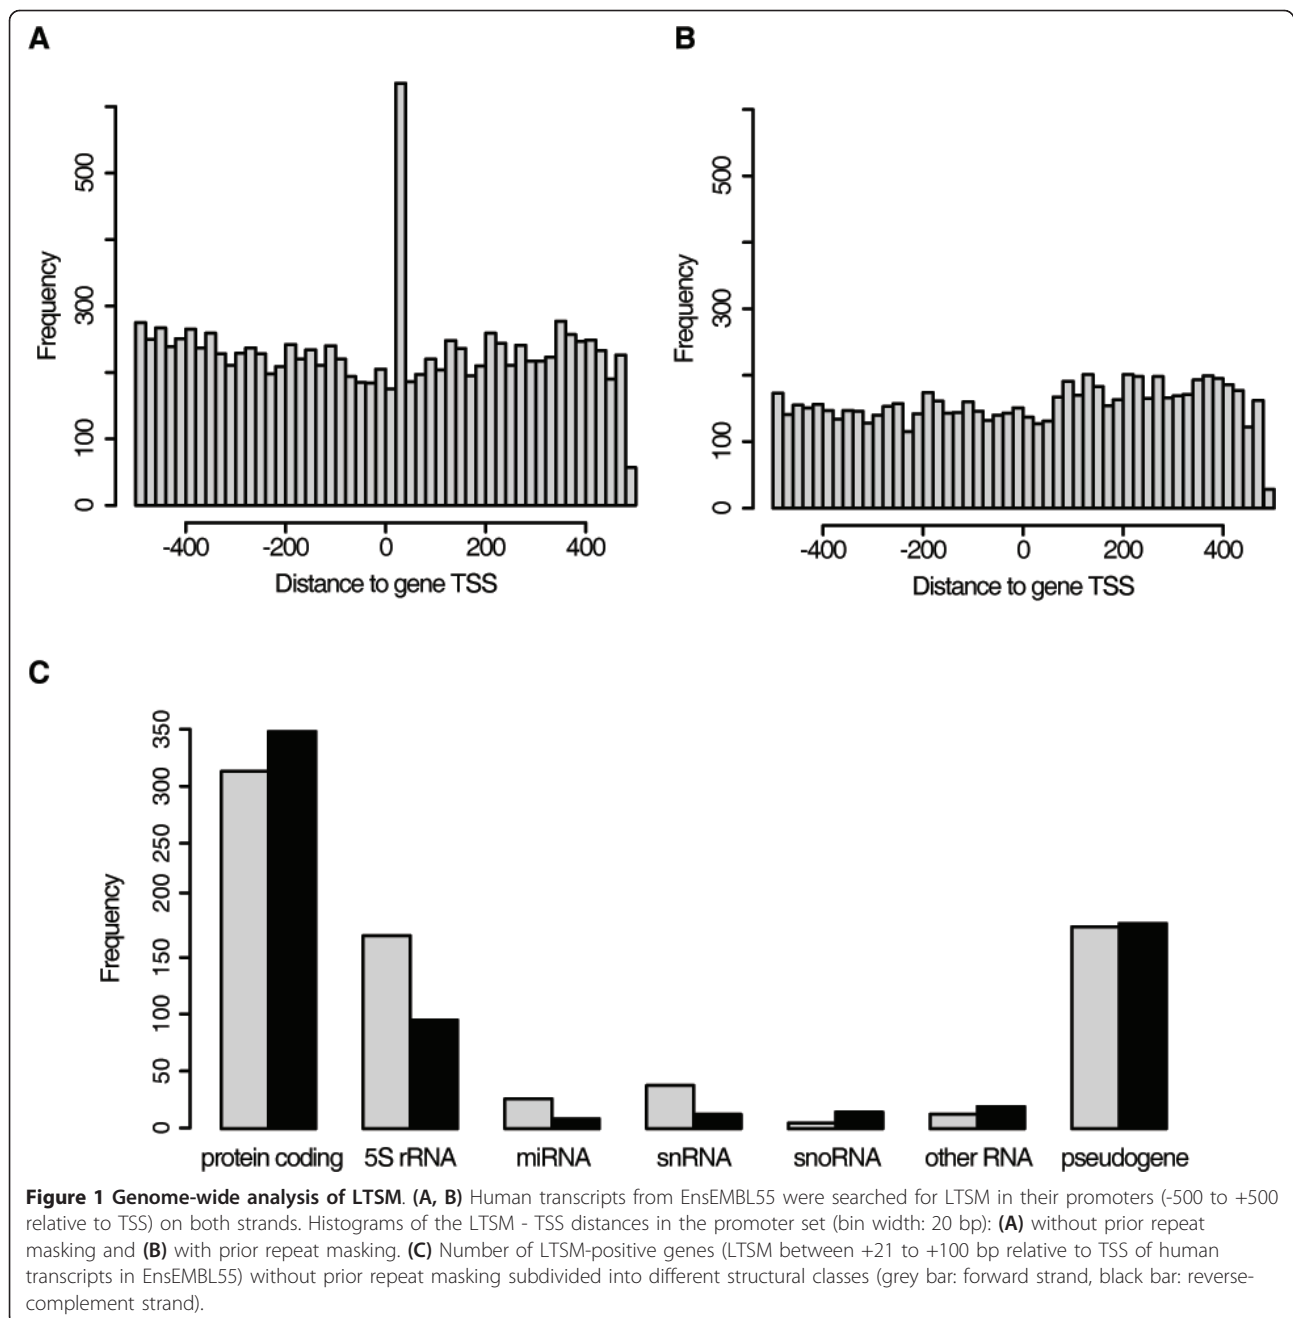 A
B
500
300
100
0
Frequency
-400 -200 0 200 400
Distance to gene TSS
500
300
100
0
Frequency
-400 -200 0 200 400
Distance to gene TSS
C
350
300
250
200
150
100
50
0
Frequency
protein coding 5S rRNA miRNA snRNA snoRNA other RNA pseudogene
Figure 1 Genome-wide analysis of LTSM. (A, B) Human transcripts from EnsEMBL55 were searched for LTSM in their promoters (-500 to +500
relative to TSS) on both strands. Histograms of the LTSM - TSS distances in the promoter set (bin width: 20 bp): (A) without prior repeat
masking and (B) with prior repeat masking. (C) Number of LTSM-positive genes (LTSM between +21 to +100 bp relative to TSS of human
transcripts in EnsEMBL55) without prior repeat masking subdivided into different structural classes (grey bar: forward strand, black bar: reverse-
complement strand).